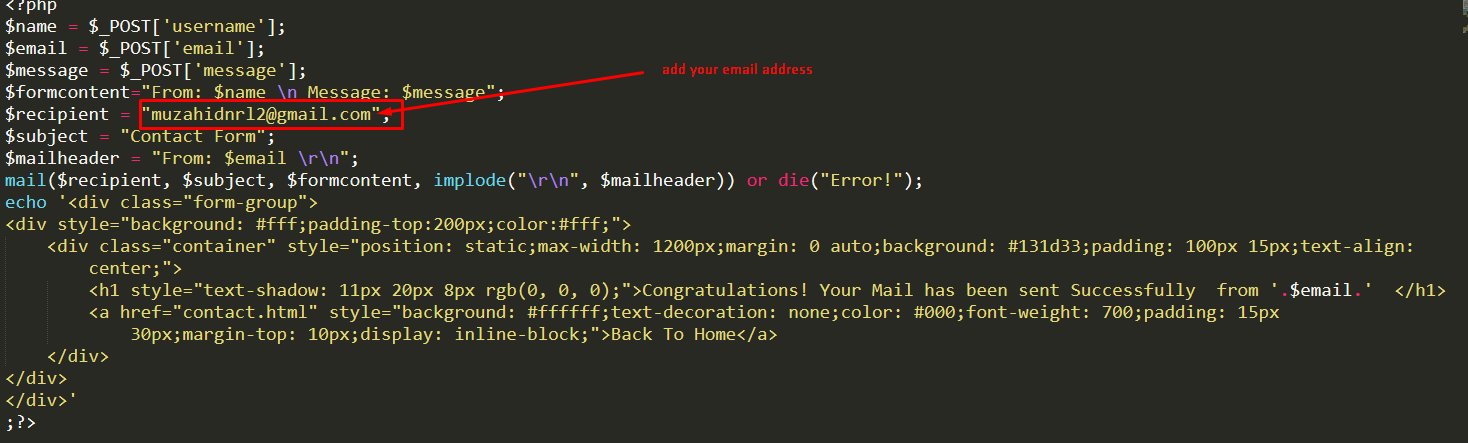 <?php
$name = $_POST['username'];
$email = $_POST['email'];
$message = $_POST['message'];
add your email address
$formcontent="From: $name \n Message: $message";
$recipient = "muzahidnrl2@gmail.com";
$subject = "Contact Form";
$mailheader = "From: $email \r\n";
mail($recipient, $subject, $formcontent, implode("\r\n", $mailheader)) or die("Error!");
echo '<div class="form-group">
<div style="background: #fff;padding-top:200px;color:#fff;">
<div class="container" style="position: static;max-width: 1200px;margin: 0 auto;background: #131d33;padding: 100px 15px;text-align:
center;">
<h1 style="text-shadow: 11px 20px 8px rgb(0, 0, 0);">Congratulations! Your Mail has been sent Successfully  from '.$email.'  </h1>
<a href="contact.html" style="background: #ffffff;text-decoration: none;color: #000;font-weight: 700;padding: 15px
30px;margin-top: 10px;display: inline-block;">Back To Home</a>
</div>
</div>
</div>'
;?>